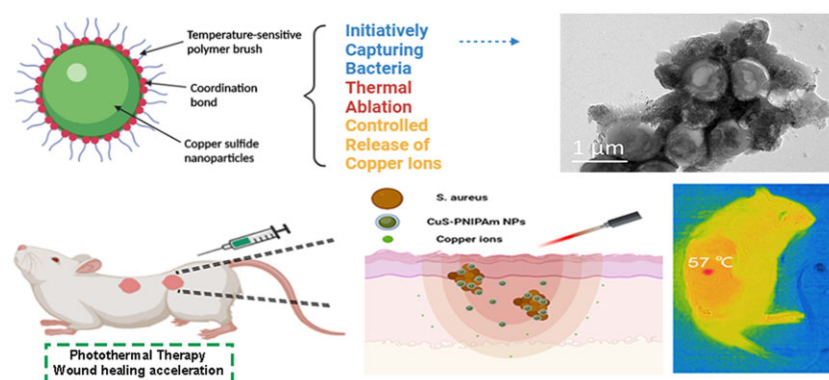 Temperature-sensitive
polymer brush
Coordination
bond
Copper sulfide
nanoparticles
Initiatively
Capturing
Bacteria
Thermal
Ablation
Controlled
Release of
Copper Ions
1 μm
S. aureus
CuS-PNIPAm NPs
Copper ions
57 ℃
Photothermal Therapy
Wound healing acceleration